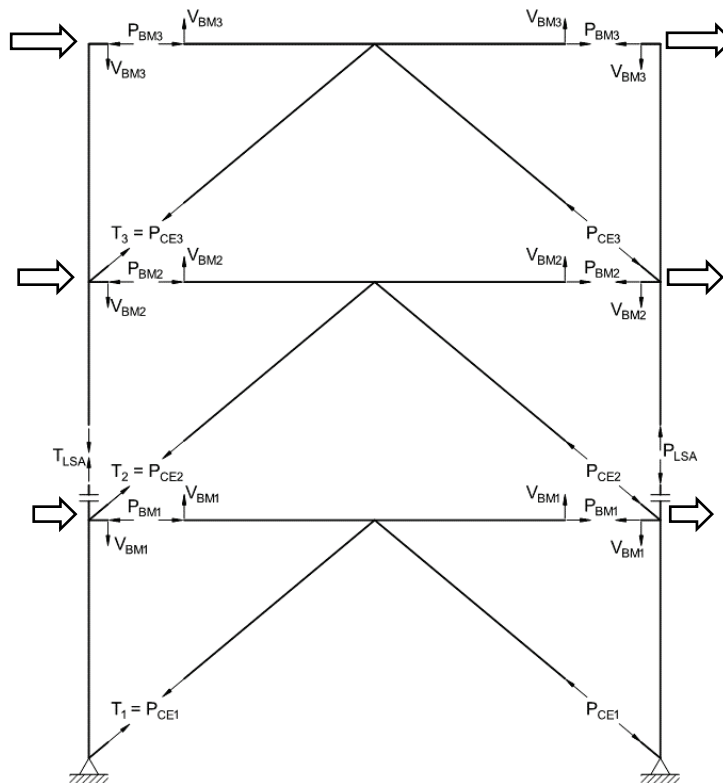 V_BM3 V_BM3
P_BM3 P_BM3
V_BM3 V_BM3
T_3 = P_CE3 P_CE3
V_BM2 V_BM2
P_BM2 P_BM2
V_BM2 V_BM2
T_LSA P_LSA
T_2 = P_CE2 P_CE2
V_BM1 V_BM1
P_BM1 P_BM1
V_BM1 V_BM1
T_1 = P_CE1 P_CE1